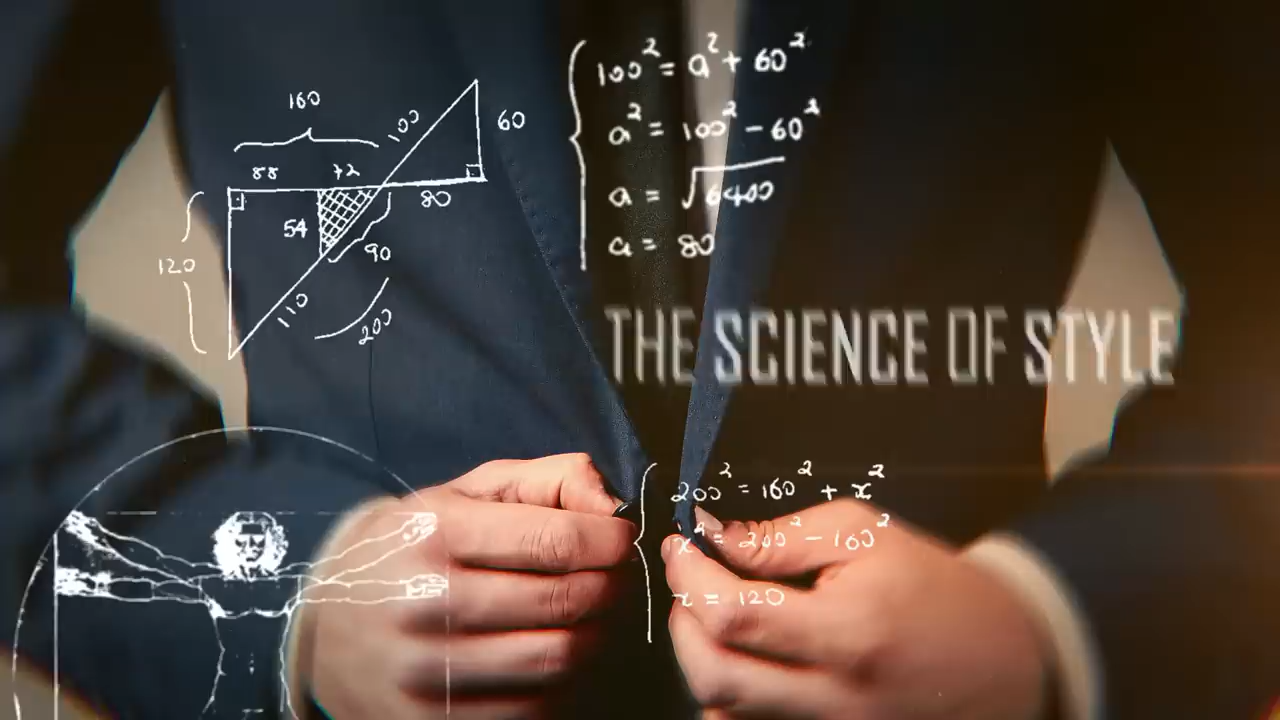 160
100
60
88 72
80
54
90
120
110
200
100² = a² + 60²
a² = 100² - 60²
a = √6400
a = 80
THE SCIENCE OF STYLE
200² = 160² + x²
x² = 200² - 160²
x = 120